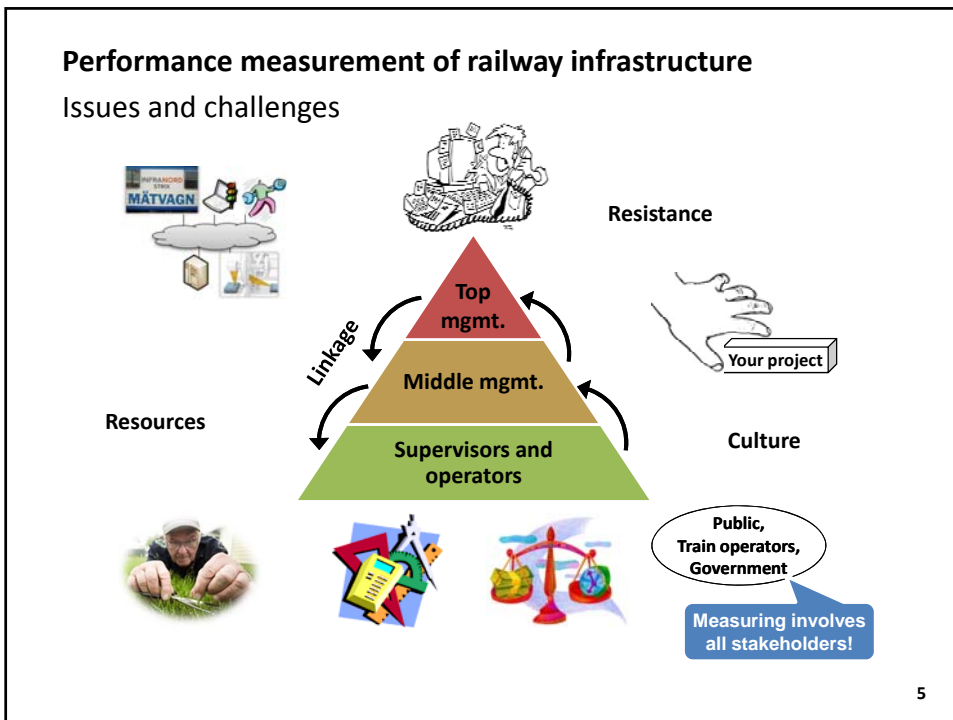 Performance measurement of railway infrastructure
Issues and challenges
INFRANORD
STRIX
MÄTVAGN
Resistance
Top
mgmt.
Linkage
Your project
Middle mgmt.
Resources
Culture
Supervisors and
operators
Public,
Train operators,
Government
Measuring involves
all stakeholders!
5